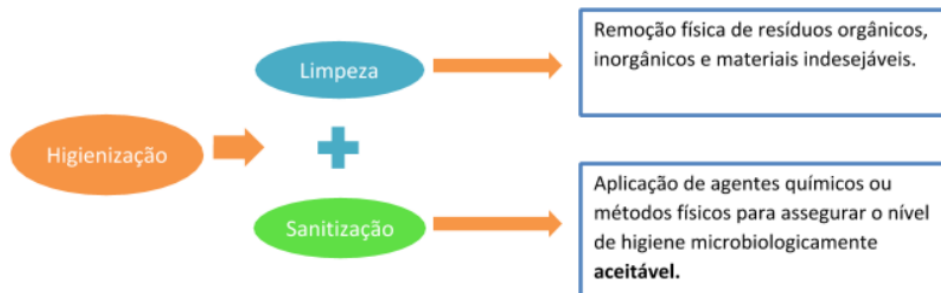 Higienização
Limpeza
Remoção física de resíduos orgânicos,
inorgânicos e materiais indesejáveis.
Sanitização
Aplicação de agentes químicos ou
métodos físicos para assegurar o nível
de higiene microbiologicamente
aceitável.